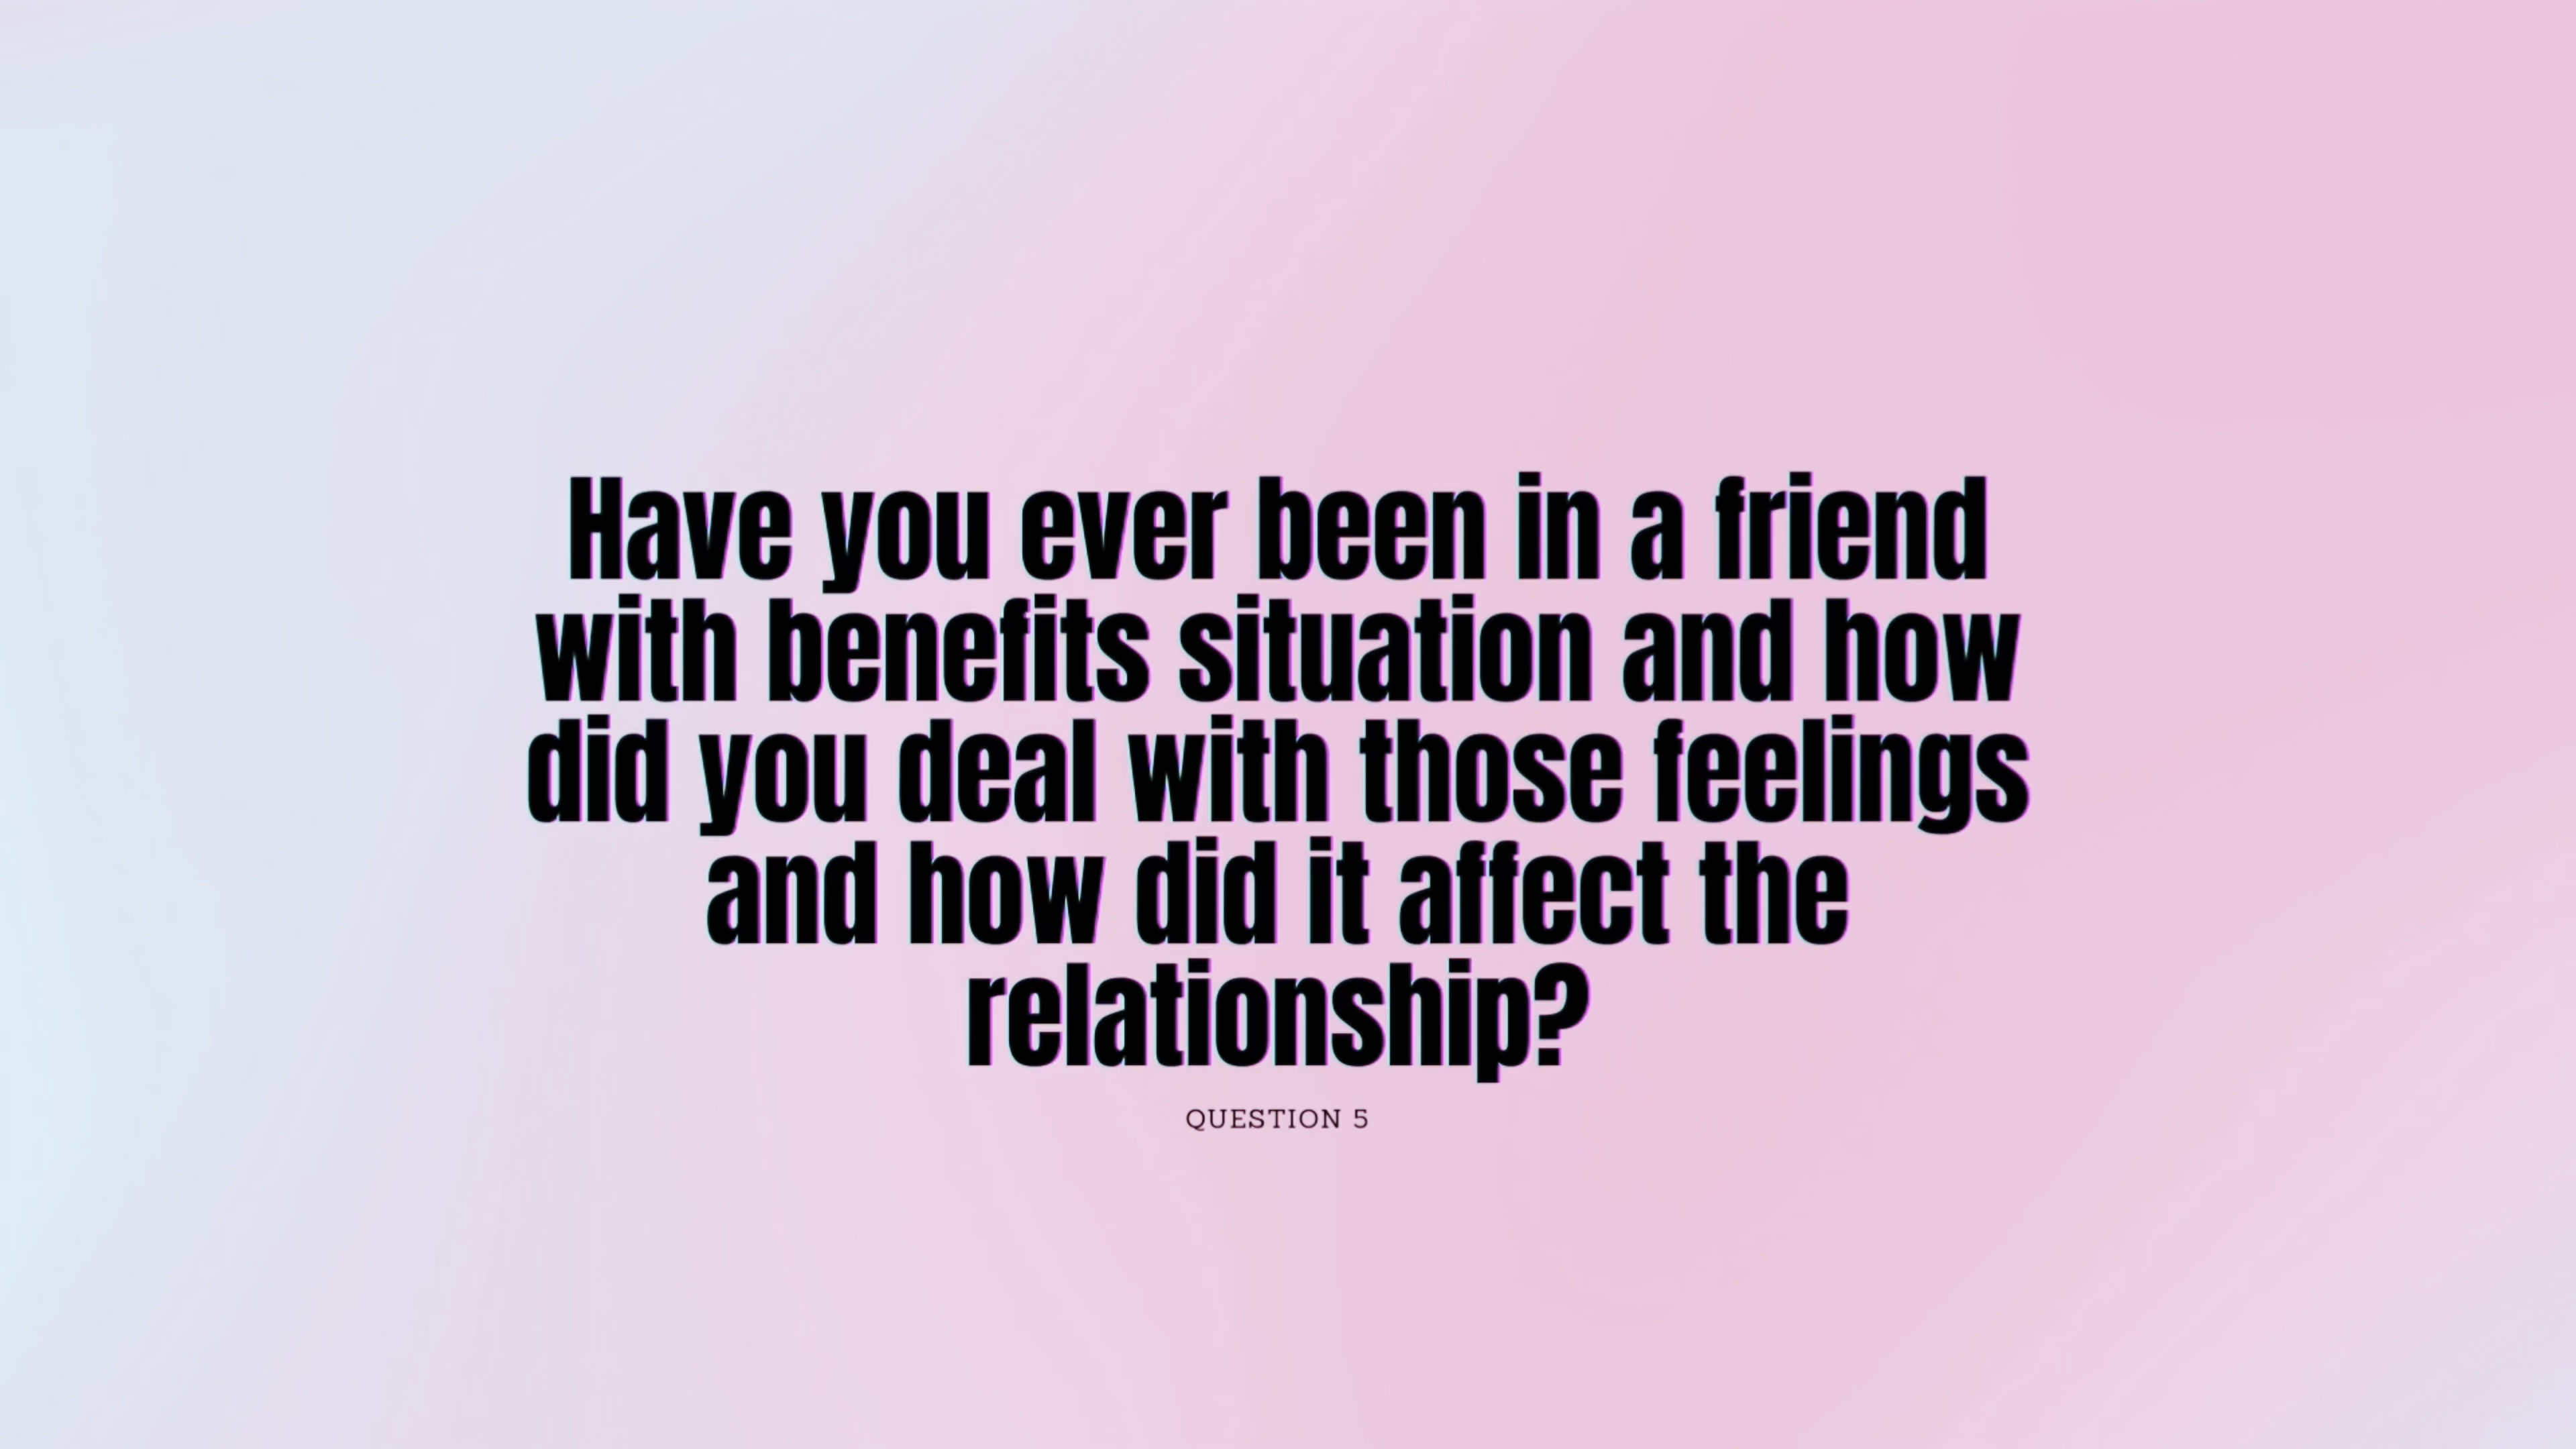 Have you ever been in a friend
with benefits situation and how
did you deal with those feelings
and how did it affect the
relationship?
QUESTION 5